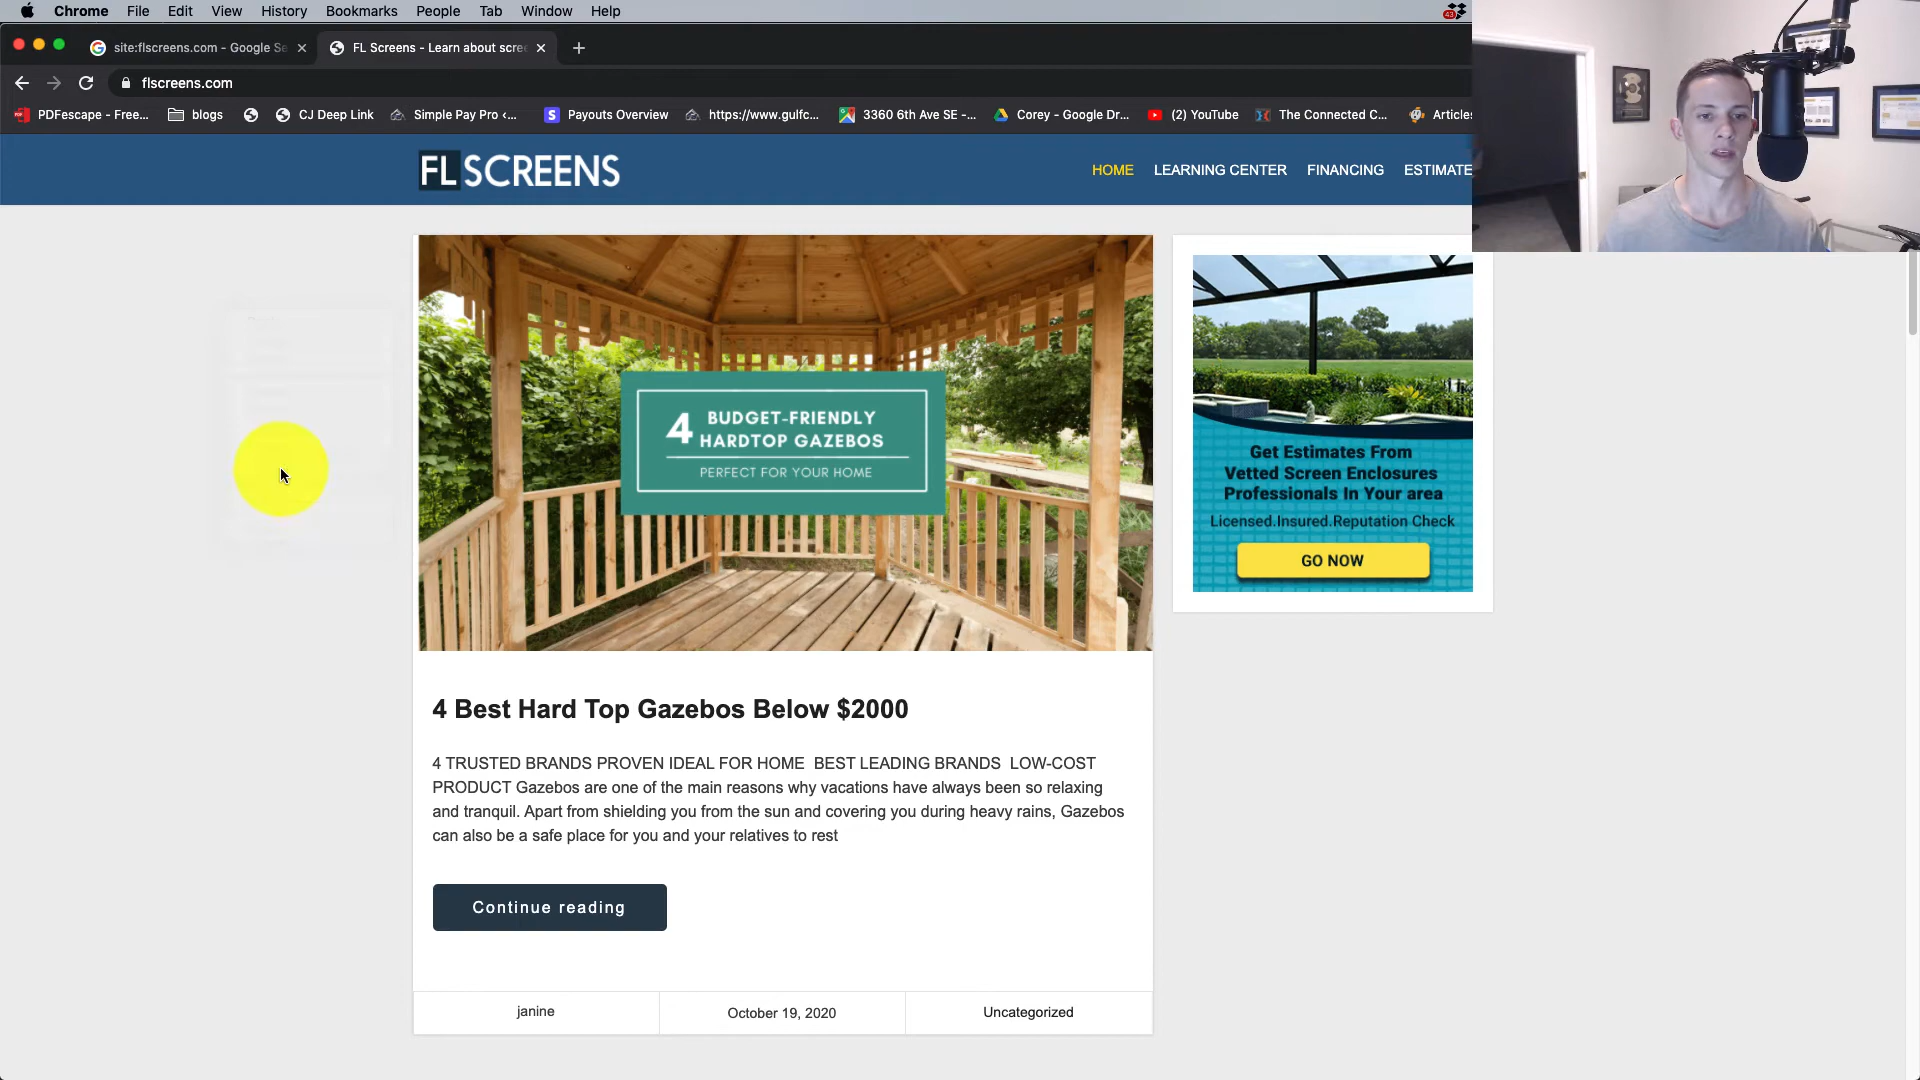 Chrome File Edit View History Bookmarks People Tab Window Help
43
site:flscreens.com - Google Se
FL Screens - Learn about scree
flscreens.com
PDFescape - Free...
blogs
CJ Deep Link
Simple Pay Pro ‹...
S Payouts Overview
https://www.gulfc...
3360 6th Ave SE -...
Corey - Google Dr...
(2) YouTube
The Connected C...
Articles
FL SCREENS
HOME LEARNING CENTER FINANCING ESTIMATE
4 BUDGET-FRIENDLY
HARDTOP GAZEBOS
PERFECT FOR YOUR HOME
Get Estimates From
Vetted Screen Enclosures
Professionals In Your area
Licensed.Insured.Reputation Check
GO NOW
4 Best Hard Top Gazebos Below $2000
4 TRUSTED BRANDS PROVEN IDEAL FOR HOME  BEST LEADING BRANDS  LOW-COST
PRODUCT Gazebos are one of the main reasons why vacations have always been so relaxing
and tranquil. Apart from shielding you from the sun and covering you during heavy rains, Gazebos
can also be a safe place for you and your relatives to rest
Continue reading
janine
October 19, 2020
Uncategorized